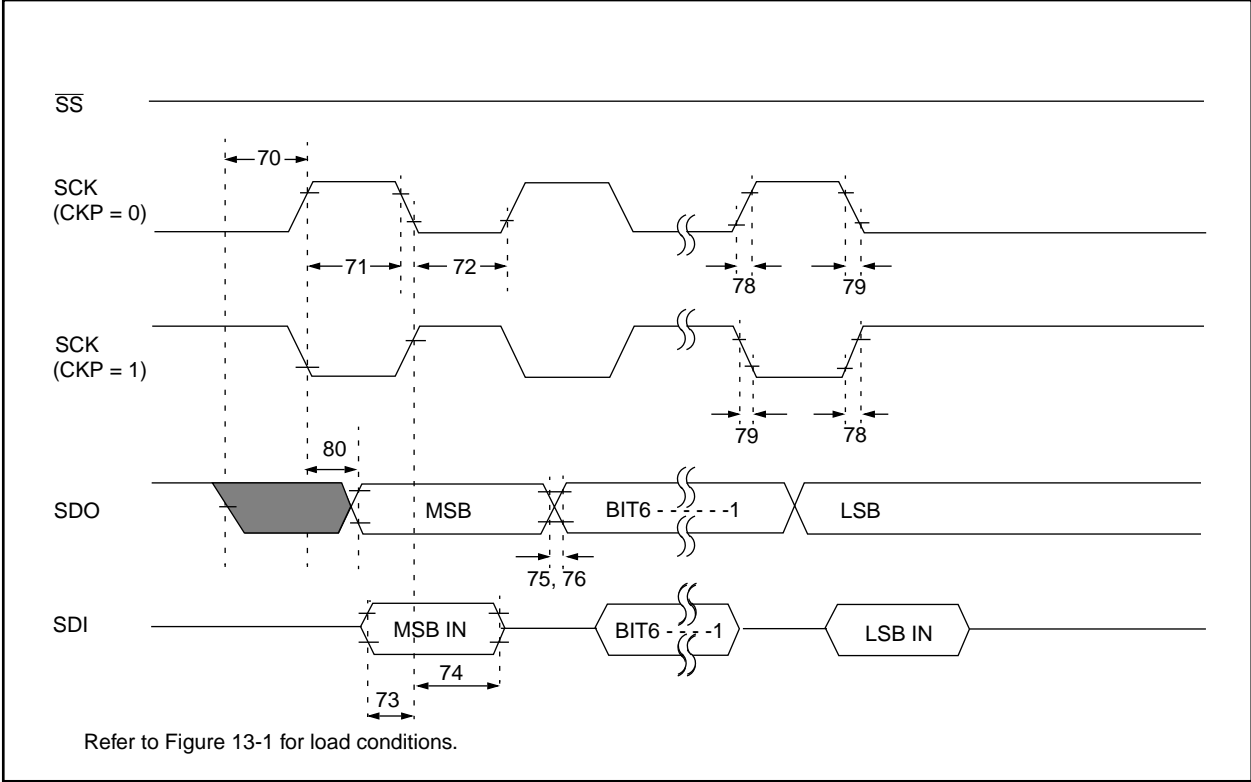 SS
70
SCK
(CKP = 0)
71
72
78
79
SCK
(CKP = 1)
79
78
80
SDO
MSB
BIT6 - - - - - -1
LSB
75, 76
SDI
MSB IN
BIT6 - - - -1
LSB IN
74
73
Refer to Figure 13-1 for load conditions.